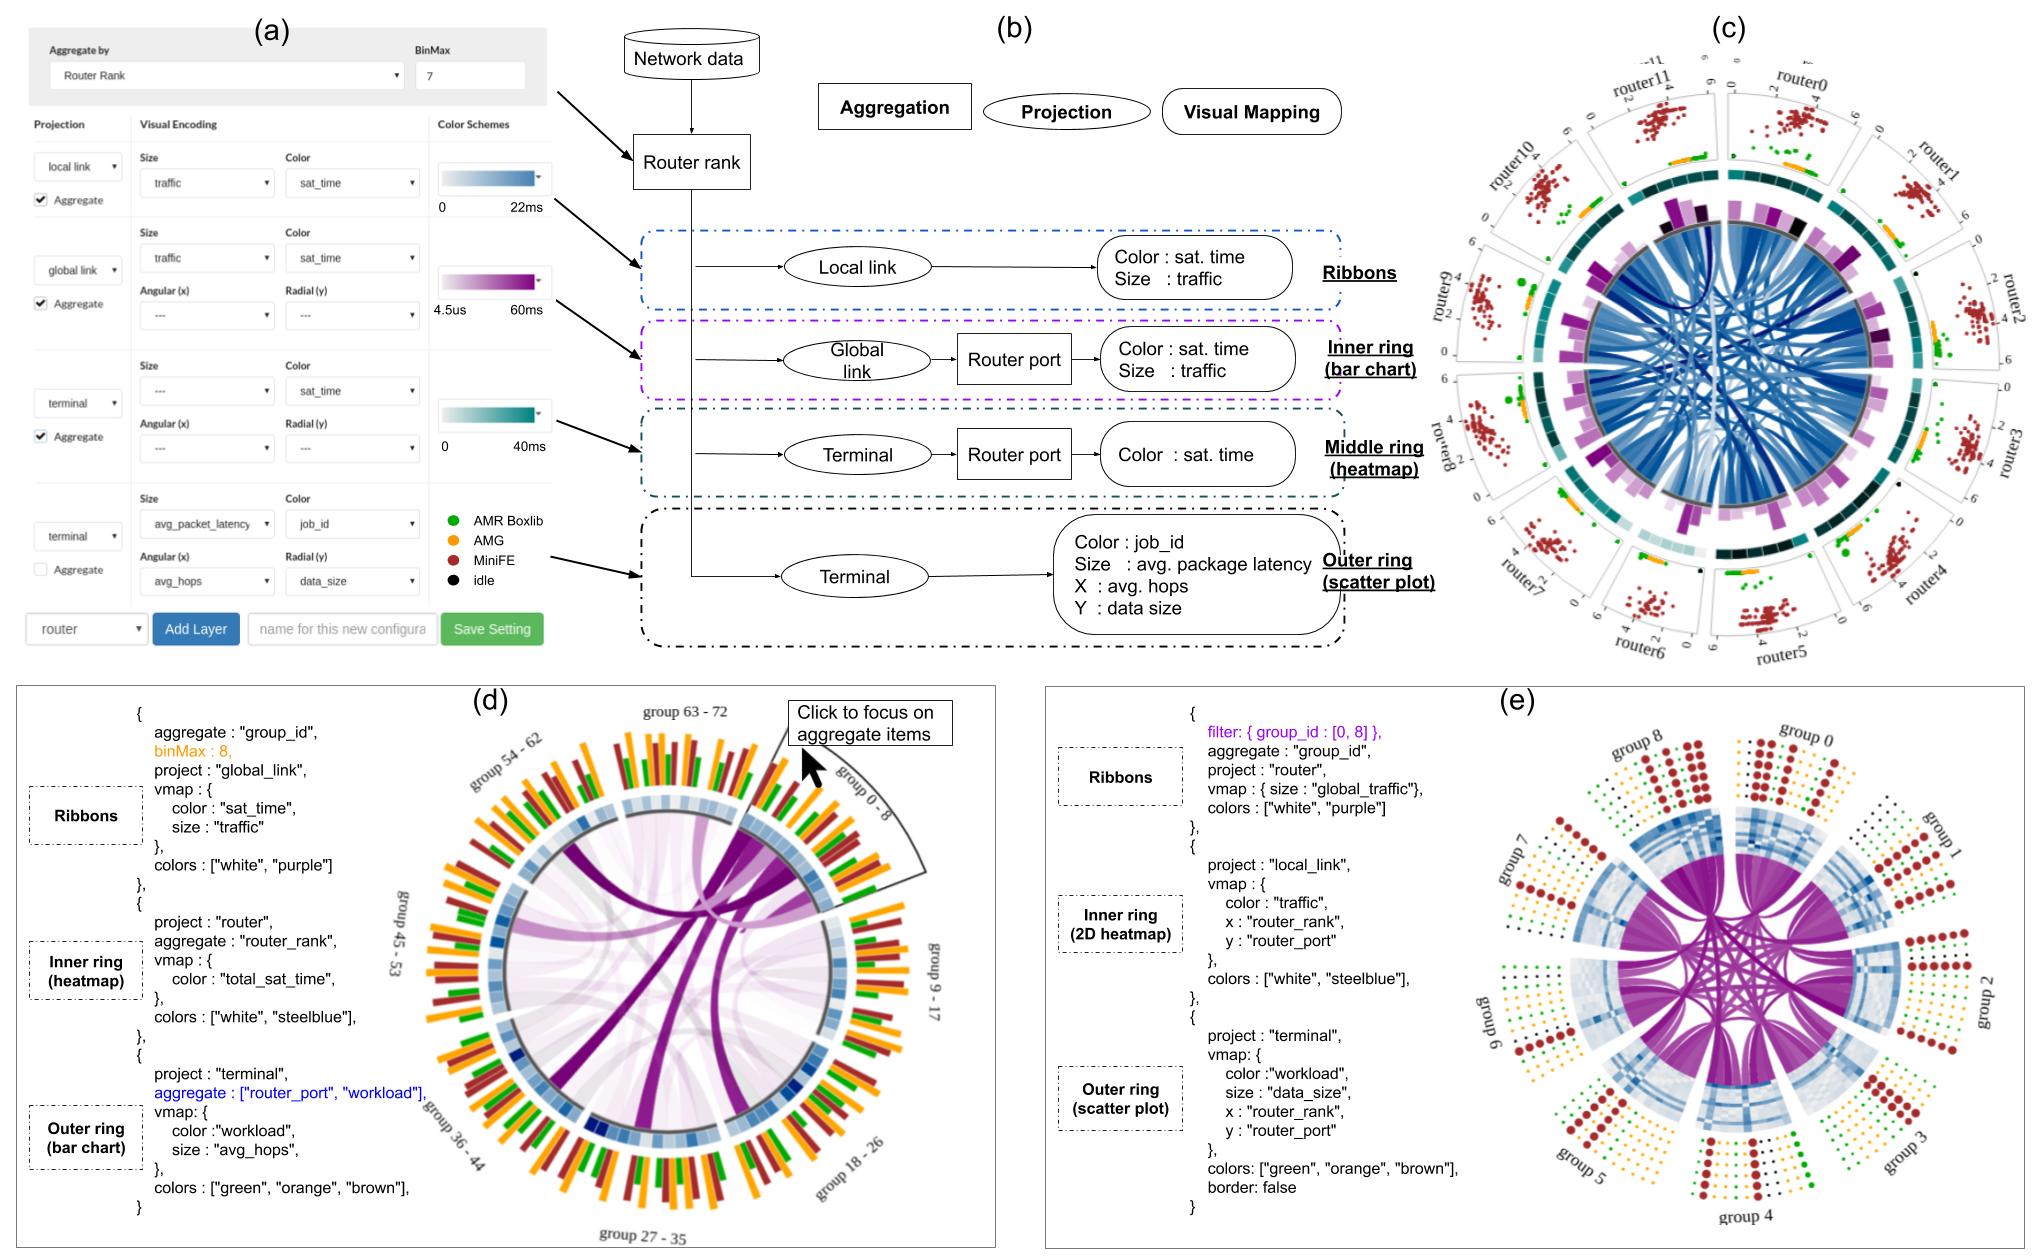 (a)
Aggregate by
BinMax
Router Rank
7
Projection
Visual Encoding
Color Schemes
local link
Aggregate
Size
Color
traffic
sat_time
0
22ms
global link
Aggregate
Size
Color
traffic
sat_time
Angular (x)
Radial (y)
---
---
4.5us
60ms
terminal
Aggregate
Size
Color
---
sat_time
Angular (x)
Radial (y)
---
---
0
40ms
terminal
Aggregate
Size
Color
avg_packet_latency
job_id
Angular (x)
Radial (y)
avg_hops
data_size
AMR Boxlib
AMG
MiniFE
idle
router
Add Layer
name for this new configura
Save Setting
(b)
Network data
Aggregation
Projection
Visual Mapping
Router rank
Local link
Color : sat. time
Size : traffic
Ribbons
Global
link
Router port
Color : sat. time
Size : traffic
Inner ring
(bar chart)
Terminal
Router port
Color : sat. time
Middle ring
(heatmap)
Terminal
Color : job_id
Size : avg. package latency
X : avg. hops
Y : data size
Outer ring
(scatter plot)
(c)
router0
router1
router2
router3
router4
router5
router6
router7
router8
router9
router10
router11
(d)
Ribbons
{
aggregate : "group_id",
binMax : 8,
project : "global_link",
vmap : {
color : "sat_time",
size : "traffic"
},
colors : ["white", "purple"]
},
Inner ring
(heatmap)
{
project : "router",
aggregate : "router_rank",
vmap : {
color : "total_sat_time",
},
colors : ["white", "steelblue"],
},
Outer ring
(bar chart)
{
project : "terminal",
aggregate : ["router_port", "workload"],
vmap: {
color :"workload",
size : "avg_hops",
},
colors : ["green", "orange", "brown"],
}
Click to focus on
aggregate items
group 0 - 8
group 9 - 17
group 18 - 26
group 27 - 35
group 36 - 44
group 45 - 53
group 54 - 62
group 63 - 72
(e)
Ribbons
{
filter: { group_id : [0, 8] },
aggregate : "group_id",
project : "router",
vmap : { size : "global_traffic"},
colors : ["white", "purple"]
},
Inner ring
(2D heatmap)
{
project : "local_link",
vmap : {
color : "traffic",
x : "router_rank",
y : "router_port"
},
colors : ["white", "steelblue"],
},
Outer ring
(scatter plot)
{
project : "terminal",
vmap: {
color :"workload",
size : "data_size",
x : "router_rank",
y : "router_port"
},
colors: ["green", "orange", "brown"],
border: false
}
group 0
group 1
group 2
group 3
group 4
group 5
group 6
group 7
group 8